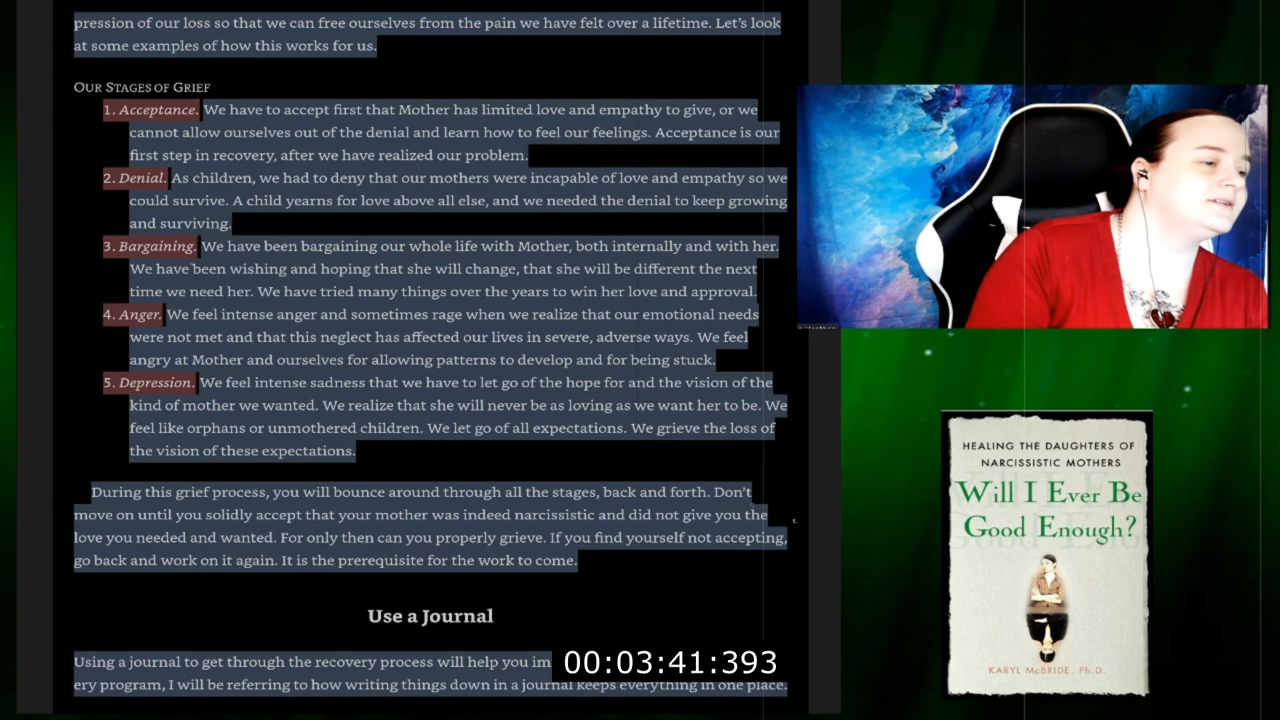 pression of our loss so that we can free ourselves from the pain we have felt over a lifetime. Let's look
at some examples of how this works for us.
OUR STAGES OF GRIEF
1. Acceptance. We have to accept first that Mother has limited love and empathy to give, or we
cannot allow ourselves out of the denial and learn how to feel our feelings. Acceptance is our
first step in recovery, after we have realized our problem.
2. Denial. As children, we had to deny that our mothers were incapable of love and empathy so we
could survive. A child yearns for love above all else, and we needed the denial to keep growing
and surviving.
3. Bargaining. We have been bargaining our whole life with Mother, both internally and with her.
We have been wishing and hoping that she will change, that she will be different the next
time we need her. We have tried many things over the years to win her love and approval.
4. Anger. We feel intense anger and sometimes rage when we realize that our emotional needs
were not met and that this neglect has affected our lives in severe, adverse ways. We feel
angry at Mother and ourselves for allowing patterns to develop and for being stuck.
5. Depression. We feel intense sadness that we have to let go of the hope for and the vision of the
kind of mother we wanted. We realize that she will never be as loving as we want her to be. We
feel like orphans or unmothered children. We let go of all expectations. We grieve the loss of
the vision of these expectations.
During this grief process, you will bounce around through all the stages, back and forth. Don't
move on until you solidly accept that your mother was indeed narcissistic and did not give you the
love you needed and wanted. For only then can you properly grieve. If you find yourself not accepting,
go back and work on it again. It is the prerequisite for the work to come.
Use a Journal
Using a journal to get through the recovery process will help you im
ery program, I will be referring to how writing things down in a journal keeps everything in one place.
00:03:41:393
HEALING THE DAUGHTERS OF
NARCISSISTIC MOTHERS
Will I Ever Be
Good Enough?
KARYL McBRIDE, Ph.D.